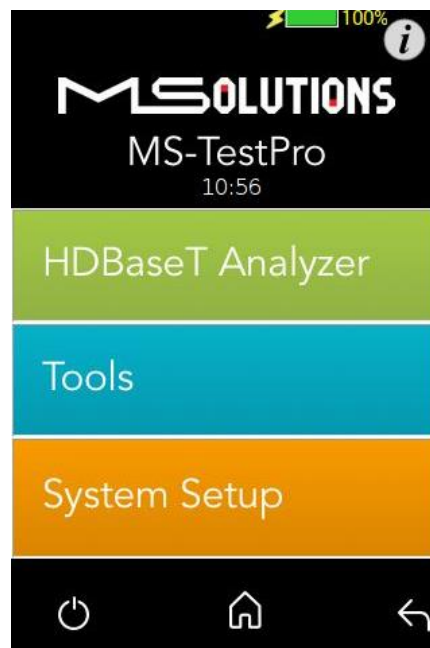 100%
i
MSOLUTIONS
MS-TestPro
10:56
HDBaseT Analyzer
Tools
System Setup